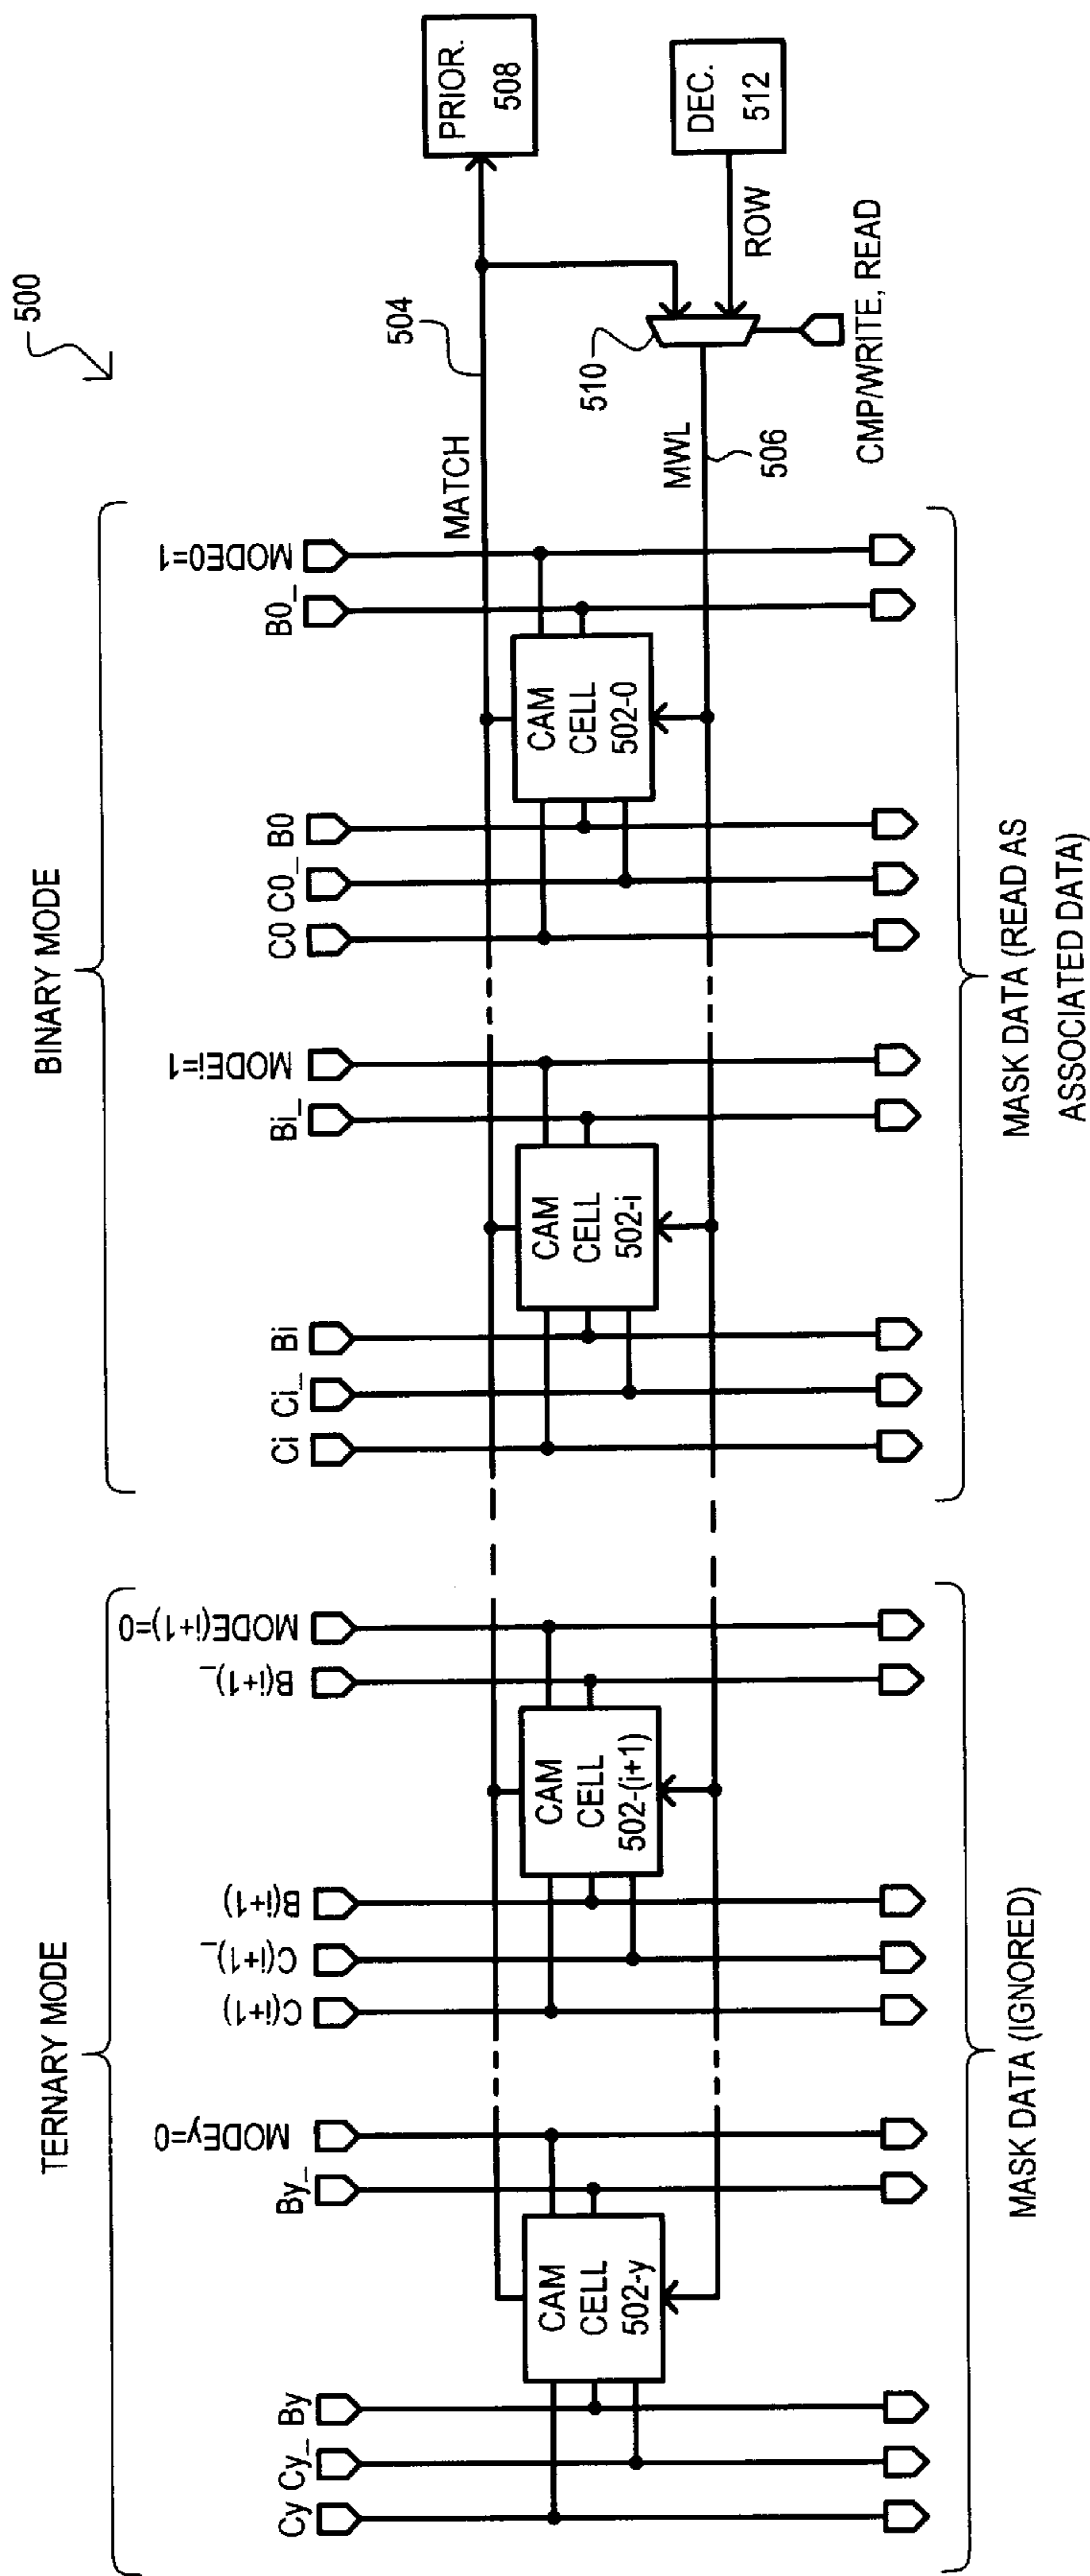 500
TERNARY MODE
BINARY MODE
Cy
Cy_
By
By_
MODEy=0
C(i+1)
C(i+1)_
B(i+1)
B(i+1)_
MODE(i+1)=0
Ci
Ci_
Bi
Bi_
MODEi=1
C0
C0_
B0
B0_
MODE0=1
MATCH
504
PRIOR.
508
CAM
CELL
502-y
CAM
CELL
502-(i+1)
CAM
CELL
502-i
CAM
CELL
502-0
510
MWL
506
ROW
DEC.
512
CMP/WRITE, READ
MASK DATA (IGNORED)
MASK DATA (READ AS
ASSOCIATED DATA)